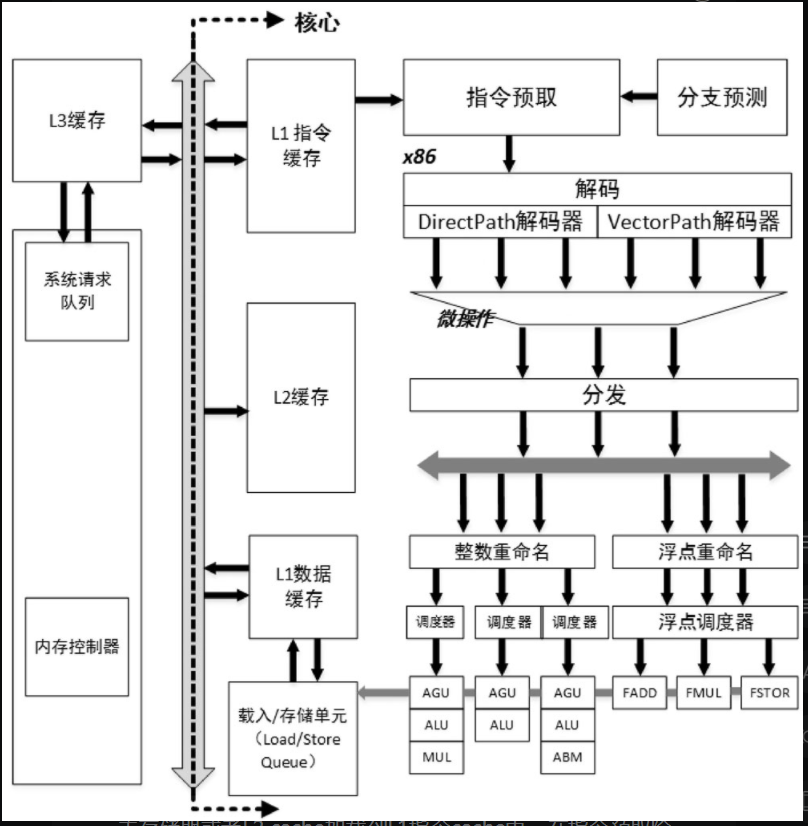 核心
L3缓存
L1 指令
缓存
指令预取
分支预测
x86
解码
DirectPath解码器
VectorPath解码器
系统请求
队列
微操作
L2缓存
分发
L1数据
缓存
整数重命名
浮点重命名
调度器
调度器
调度器
浮点调度器
内存控制器
载入/存储单元
（Load/Store
Queue）
AGU
ALU
MUL
AGU
ALU
AGU
ALU
ABM
FADD
FMUL
FSTOR